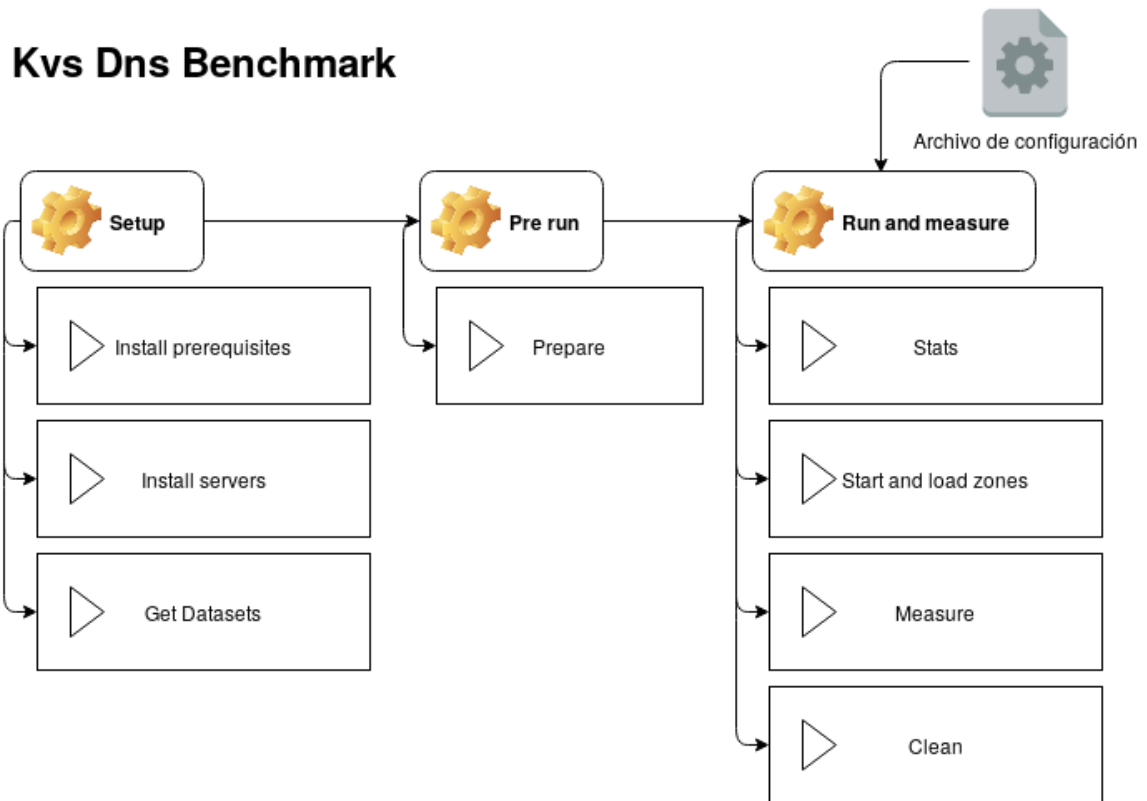 Kvs Dns Benchmark
Archivo de configuración
Setup
Pre run
Run and measure
Install prerequisites
Prepare
Stats
Install servers
Start and load zones
Get Datasets
Measure
Clean